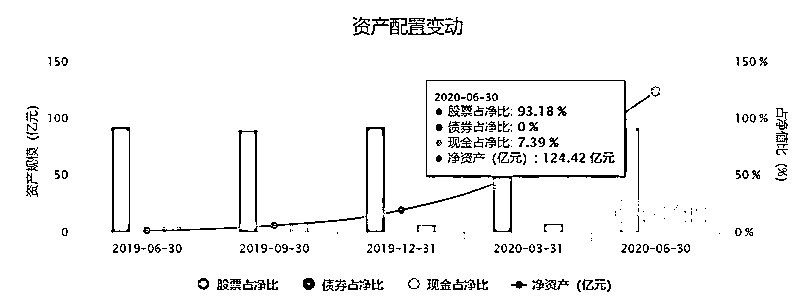 资产配置变动
150
150%
100
50
50%
0
0%
资产规模 (亿元)
占净值比 (%)
2020-06-30
股票占净比: 93.18%
债券占净比: 0%
现金占净比: 7.39%
净资产 (亿元) : 124.42 亿元
2019-06-30
2019-09-30
2019-12-31
2020-03-31
2020-06-30
股票占净比
债券占净比
现金占净比
净资产 (亿元)